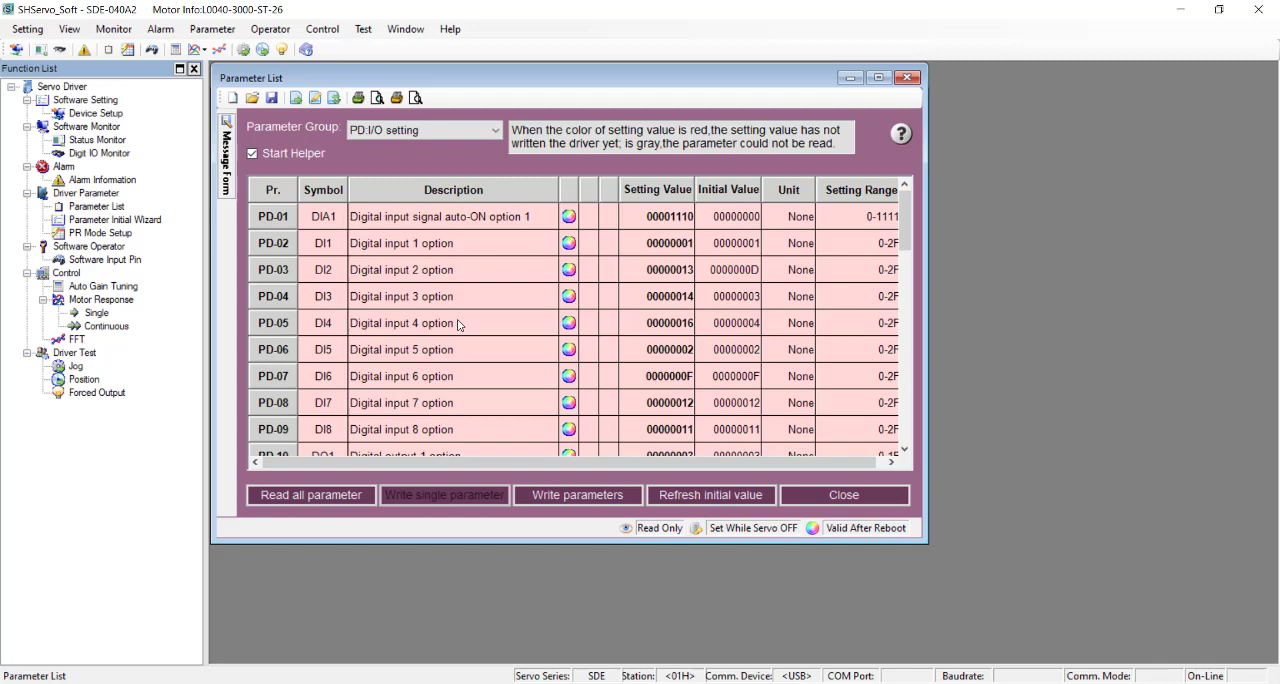 SHServo_Soft - SDE-040A2 Motor Info:L0040-3000-ST-26
Setting View Monitor Alarm Parameter Operator Control Test Window Help
Function List
Servo Driver
Software Setting
Device Setup
Software Monitor
Status Monitor
Digit IO Monitor
Alarm
Alarm Information
Driver Parameter
Parameter List
Parameter Initial Wizard
PR Mode Setup
Software Operator
Software Input Pin
Control
Auto Gain Tuning
Motor Response
Single
Continuous
FFT
Driver Test
Jog
Position
Forced Output
Parameter List
Message Form
Parameter Group: PD:I/O setting
When the color of setting value is red,the setting value has not
written the driver yet; is gray,the parameter could not be read.
?
Start Helper
Pr. Symbol Description Setting Value Initial Value Unit Setting Range
PD-01 DIA1 Digital input signal auto-ON option 1 00001110 00000000 None 0-1111
PD-02 DI1 Digital input 1 option 00000001 00000001 None 0-2F
PD-03 DI2 Digital input 2 option 00000013 0000000D None 0-2F
PD-04 DI3 Digital input 3 option 00000014 00000003 None 0-2F
PD-05 DI4 Digital input 4 option 00000016 00000004 None 0-2F
PD-06 DI5 Digital input 5 option 00000002 00000002 None 0-2F
PD-07 DI6 Digital input 6 option 0000000F 0000000F None 0-2F
PD-08 DI7 Digital input 7 option 00000012 00000012 None 0-2F
PD-09 DI8 Digital input 8 option 00000011 00000011 None 0-2F
PD-10 DO1 Digital output 1 option None
Read all parameter Write single parameter Write parameters Refresh initial value Close
Read Only Set While Servo OFF Valid After Reboot
Parameter List Servo Series: SDE Station: <01H> Comm. Device: <USB> COM Port: Baudrate: Comm. Mode: On-Line